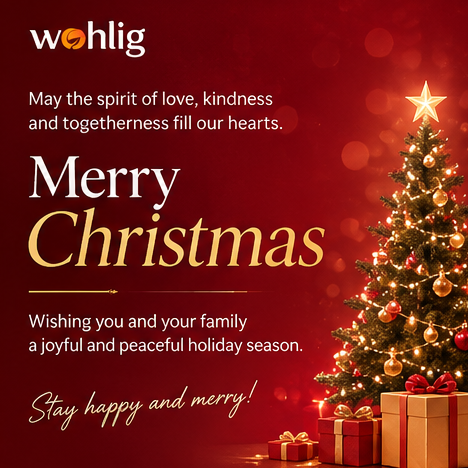 wohlig
May the spirit of love, kindness
and togetherness fill our hearts.
Merry
Christmas
Wishing you and your family
a joyful and peaceful holiday season.
Stay happy and merry!